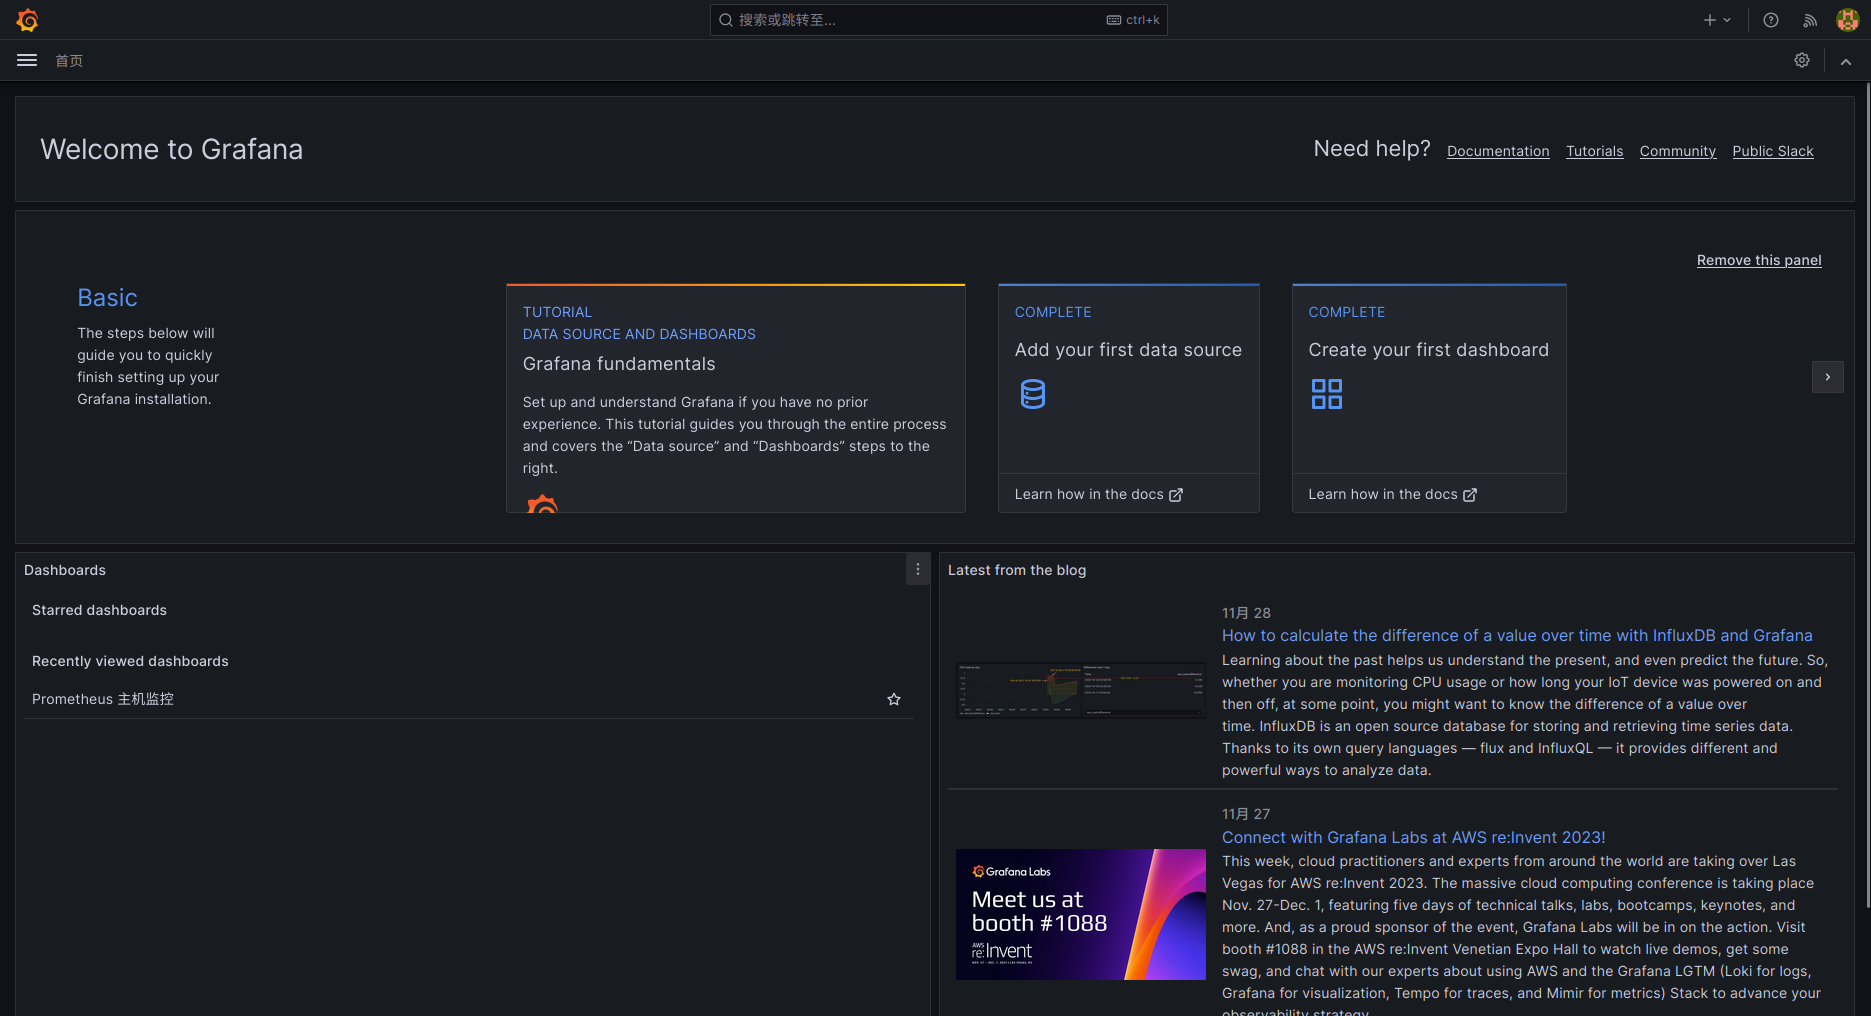 搜索或跳转至...
ctrl+k
首页
Welcome to Grafana
Need help?
Documentation
Tutorials
Community
Public Slack
Remove this panel
Basic
The steps below will
guide you to quickly
finish setting up your
Grafana installation.
TUTORIAL
DATA SOURCE AND DASHBOARDS
Grafana fundamentals
Set up and understand Grafana if you have no prior
experience. This tutorial guides you through the entire process
and covers the “Data source” and “Dashboards” steps to the
right.
COMPLETE
Add your first data source
Learn how in the docs
COMPLETE
Create your first dashboard
Learn how in the docs
Dashboards
Starred dashboards
Recently viewed dashboards
Prometheus 主机监控
Latest from the blog
11月 28
How to calculate the difference of a value over time with InfluxDB and Grafana
Learning about the past helps us understand the present, and even predict the future. So,
whether you are monitoring CPU usage or how long your IoT device was powered on and
then off, at some point, you might want to know the difference of a value over
time. InfluxDB is an open source database for storing and retrieving time series data.
Thanks to its own query languages — flux and InfluxQL — it provides different and
powerful ways to analyze data.
11月 27
Connect with Grafana Labs at AWS re:Invent 2023!
Grafana Labs
Meet us at
booth #1088
AWS
re:Invent
This week, cloud practitioners and experts from around the world are taking over Las
Vegas for AWS re:Invent 2023. The massive cloud computing conference is taking place
Nov. 27-Dec. 1, featuring five days of technical talks, labs, bootcamps, keynotes, and
more. And, as a proud sponsor of the event, Grafana Labs will be in on the action. Visit
booth #1088 in the AWS re:Invent Venetian Expo Hall to watch live demos, get some
swag, and chat with our experts about using AWS and the Grafana LGTM (Loki for logs,
Grafana for visualization, Tempo for traces, and Mimir for metrics) Stack to advance your
observability strategy.